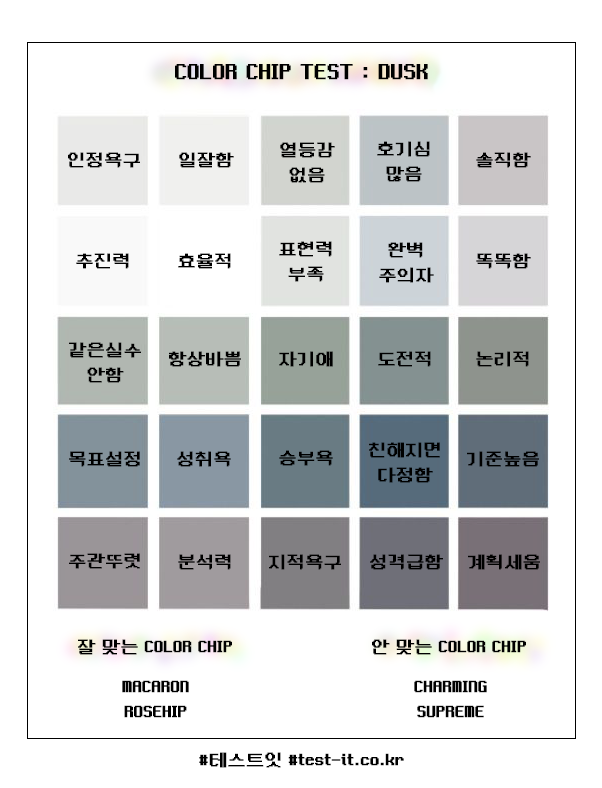 COLOR CHIP TEST : DUSK
인정욕구 일잘함 열등감 없음 호기심 많음 솔직함
추진력 효율적 표현력 부족 완벽 주의자 똑똑함
같은실수 안함 항상바쁨 자기애 도전적 논리적
목표설정 성취욕 승부욕 친해지면 다정함 기준높음
주관뚜렷 분석력 지적욕구 성격급함 계획세움
잘 맞는 COLOR CHIP
MACARON
ROSEHIP
안 맞는 COLOR CHIP
CHARMING
SUPREME
#테스트잇 #test-it.co.kr